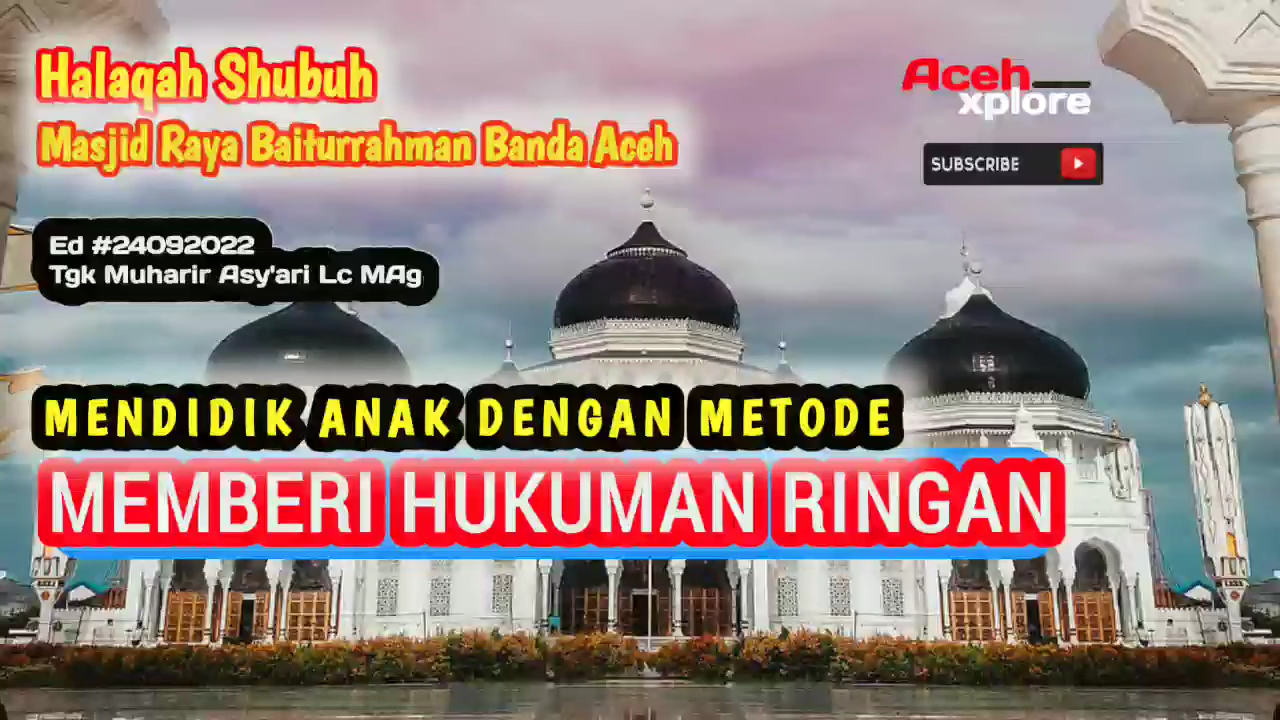 Halaqah Shubuh
Masjid Raya Baiturrahman Banda Aceh
Aceh
xplore
SUBSCRIBE
Ed #24092022
Tgk Muharir Asy'ari Lc MAg
MENDIDIK ANAK DENGAN METODE
MEMBERI HUKUMAN RINGAN